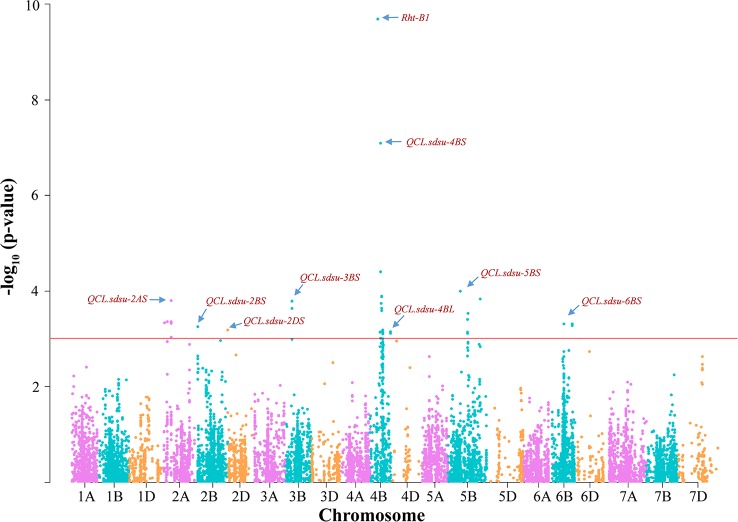 10
Rht-B1
8
QCL.sdsu-4BS
6
-log10 (p-value)
QCL.sdsu-3BS
QCL.sdsu-5BS
QCL.sdsu-2AS
QCL.sdsu-2BS
QCL.sdsu-6BS
4
QCL.sdsu-4BL
QCL.sdsu-2DS
2
1A 1B 1D 2A 2B 2D 3A 3B 3D 4A 4B 4D 5A 5B 5D 6A 6B 6D 7A 7B 7D
Chromosome